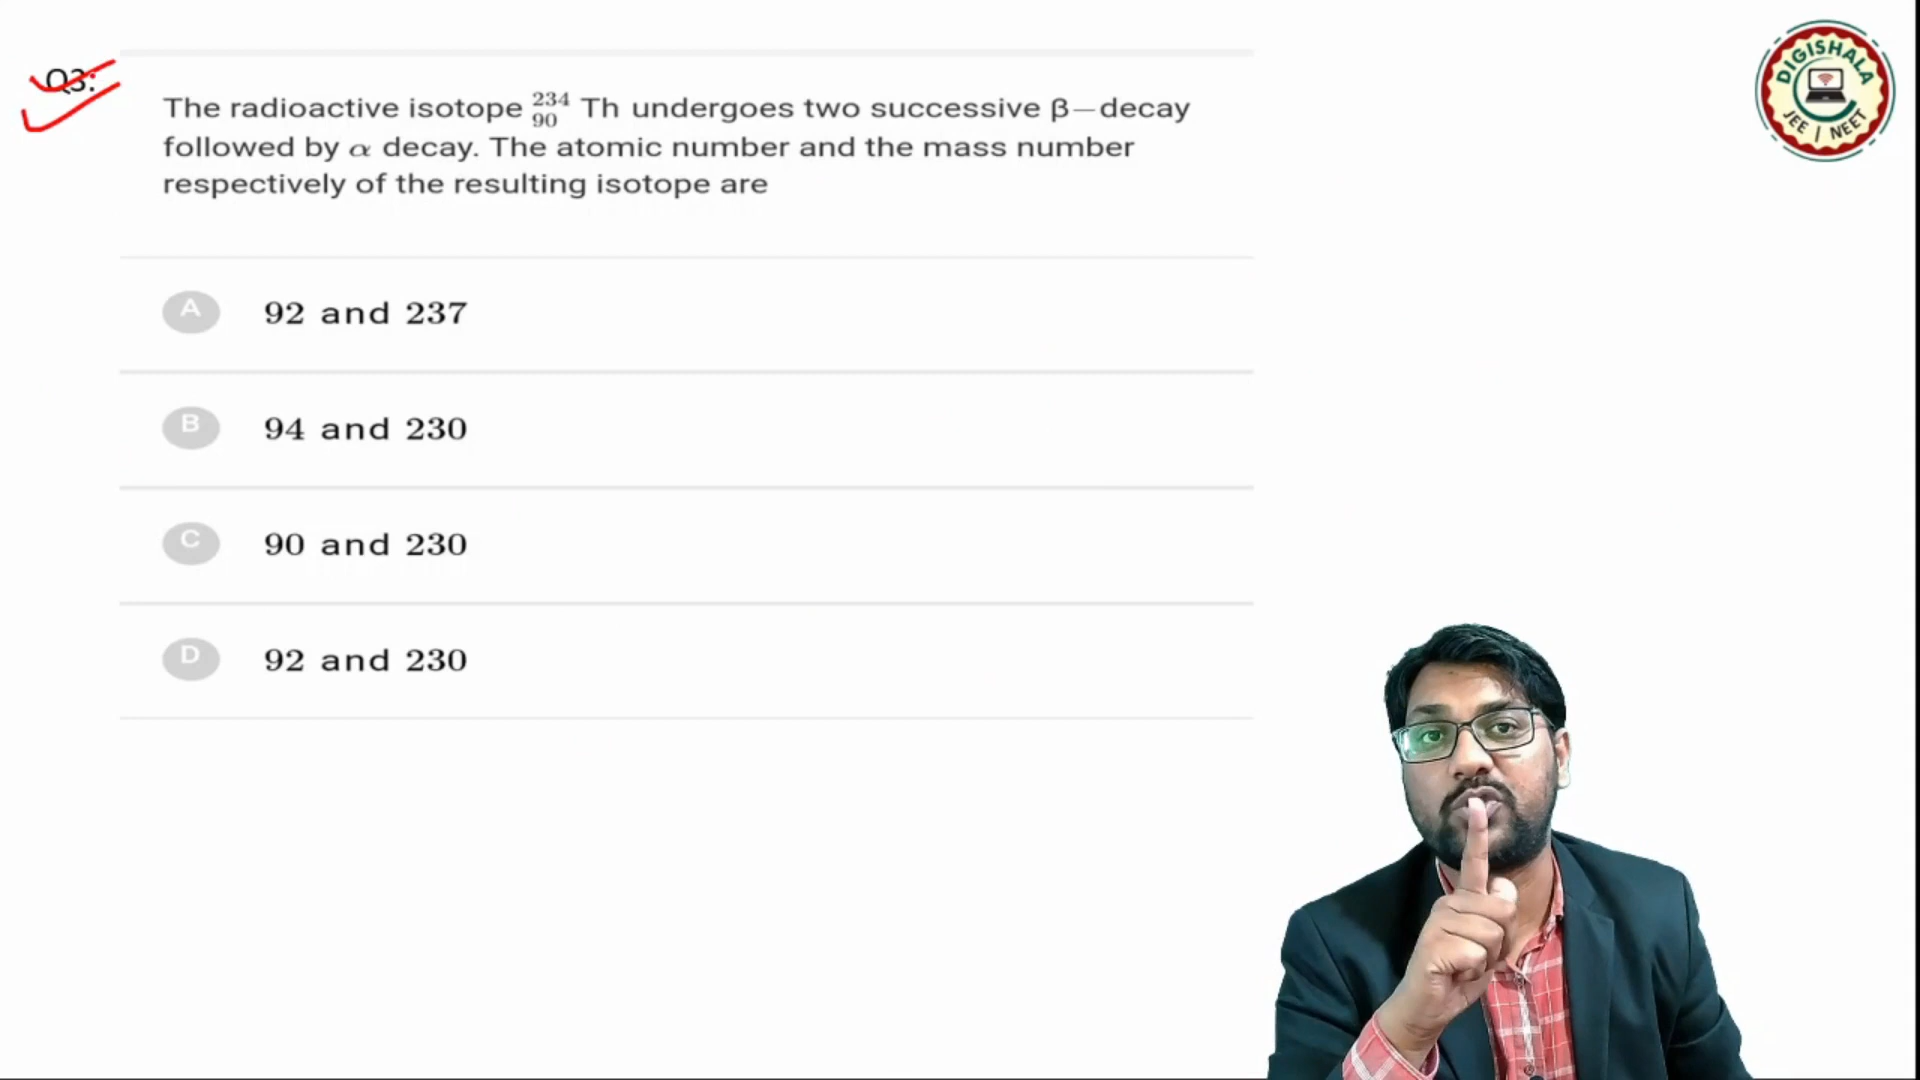 Q3:
The radioactive isotope ²³⁴₉₀ Th undergoes two successive β−decay
followed by α decay. The atomic number and the mass number
respectively of the resulting isotope are
A 92 and 237
B 94 and 230
C 90 and 230
D 92 and 230
DIGISHALA
JEE | NEET